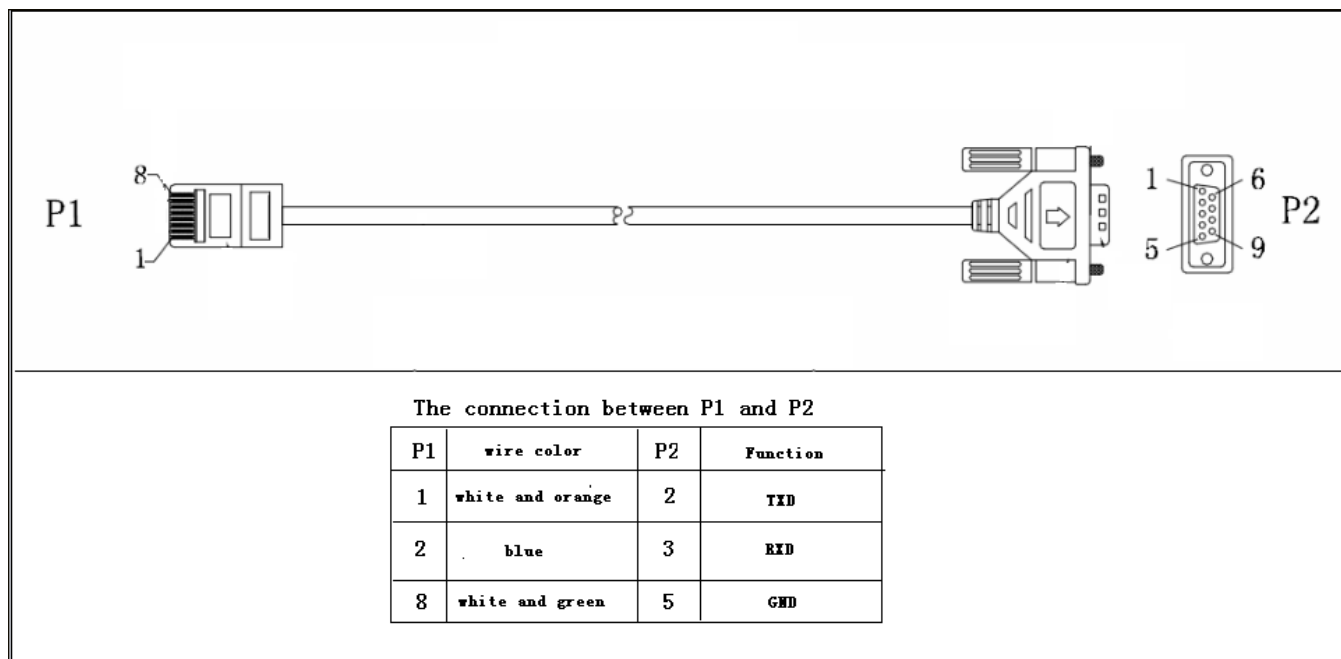 8
P1
1
1 6
P2
5 9
The connection between P1 and P2
P1 wire color P2 Function
1 white and orange 2 TXD
2 blue 3 RXD
8 white and green 5 GND